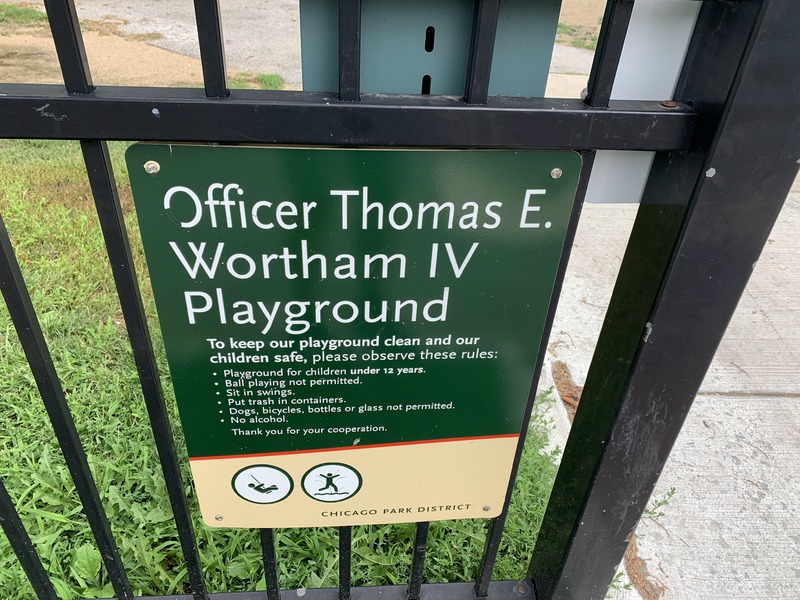 Officer Thomas E.
Wortham IV
Playground
To keep our playground clean and our
children safe, please observe these rules:
• Playground for children under 12 years.
• Ball playing not permitted.
• Sit in swings.
• Put trash in containers.
• Dogs, bicycles, bottles or glass not permitted.
• No alcohol.
Thank you for your cooperation.
CHICAGO PARK DISTRICT